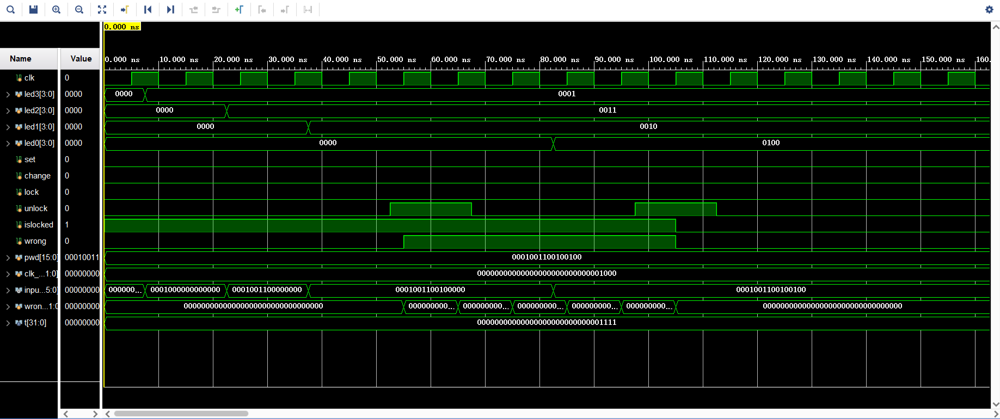 0.000 ns
Name Value
0.000 ns 10.000 ns 20.000 ns 30.000 ns 40.000 ns 50.000 ns 60.000 ns 70.000 ns 80.000 ns 90.000 ns 100.000 ns 110.000 ns 120.000 ns 130.000 ns 140.000 ns 150.000 ns 160.
clk 0
led3[3:0] 0000 0000 0001
led2[3:0] 0000 0000 0011
led1[3:0] 0000 0000 0010
led0[3:0] 0000 0000 0100
set 0
change 0
lock 0
unlock 0
islocked 1
wrong 0
pwd[15:0] 00010011 0001001100100100
clk_...1:0] 00000000 00000000000000000000000000001000
inpu...5:0] 00000000 000000... 0001000000000000 0001001100000000 0001001100100000 0001001100100100
wron...1:0 00000000 00000000000000000000000000000000 000000000... 000000000... 000000000... 000000000... 000000000... 00000000000000000000000000000000
t[31:0] 00000000 00000000000000000000000000001111